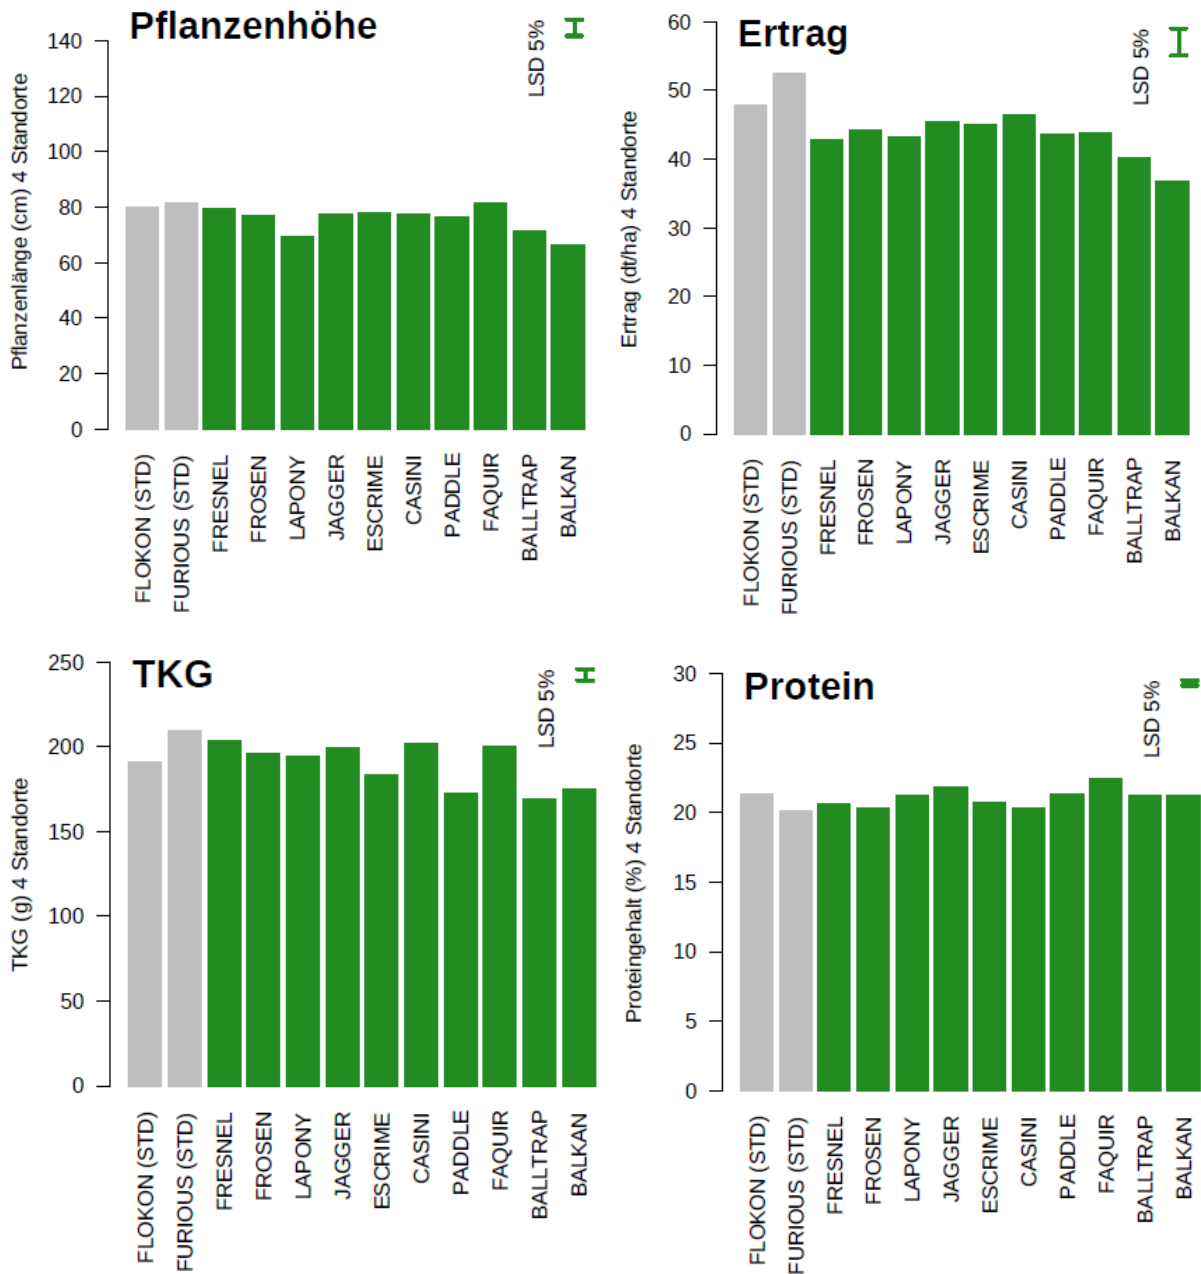 Pflanzenhöhe
LSD 5%
Pflanzenlänge (cm) 4 Standorte
140
120
100
80
60
40
20
0
FLOKON (STD)
FURIOUS (STD)
FRESNEL
FROSEN
LAPONY
JAGGER
ESCRIME
CASINI
PADDLE
FAQUIR
BALLTRAP
BALKAN
Ertrag
LSD 5%
Ertrag (dt/ha) 4 Standorte
60
50
40
30
20
10
0
FLOKON (STD)
FURIOUS (STD)
FRESNEL
FROSEN
LAPONY
JAGGER
ESCRIME
CASINI
PADDLE
FAQUIR
BALLTRAP
BALKAN
TKG
LSD 5%
TKG (g) 4 Standorte
250
200
150
100
50
0
FLOKON (STD)
FURIOUS (STD)
FRESNEL
FROSEN
LAPONY
JAGGER
ESCRIME
CASINI
PADDLE
FAQUIR
BALLTRAP
BALKAN
Protein
LSD 5%
Proteingehalt (%) 4 Standorte
30
25
20
15
10
5
0
FLOKON (STD)
FURIOUS (STD)
FRESNEL
FROSEN
LAPONY
JAGGER
ESCRIME
CASINI
PADDLE
FAQUIR
BALLTRAP
BALKAN